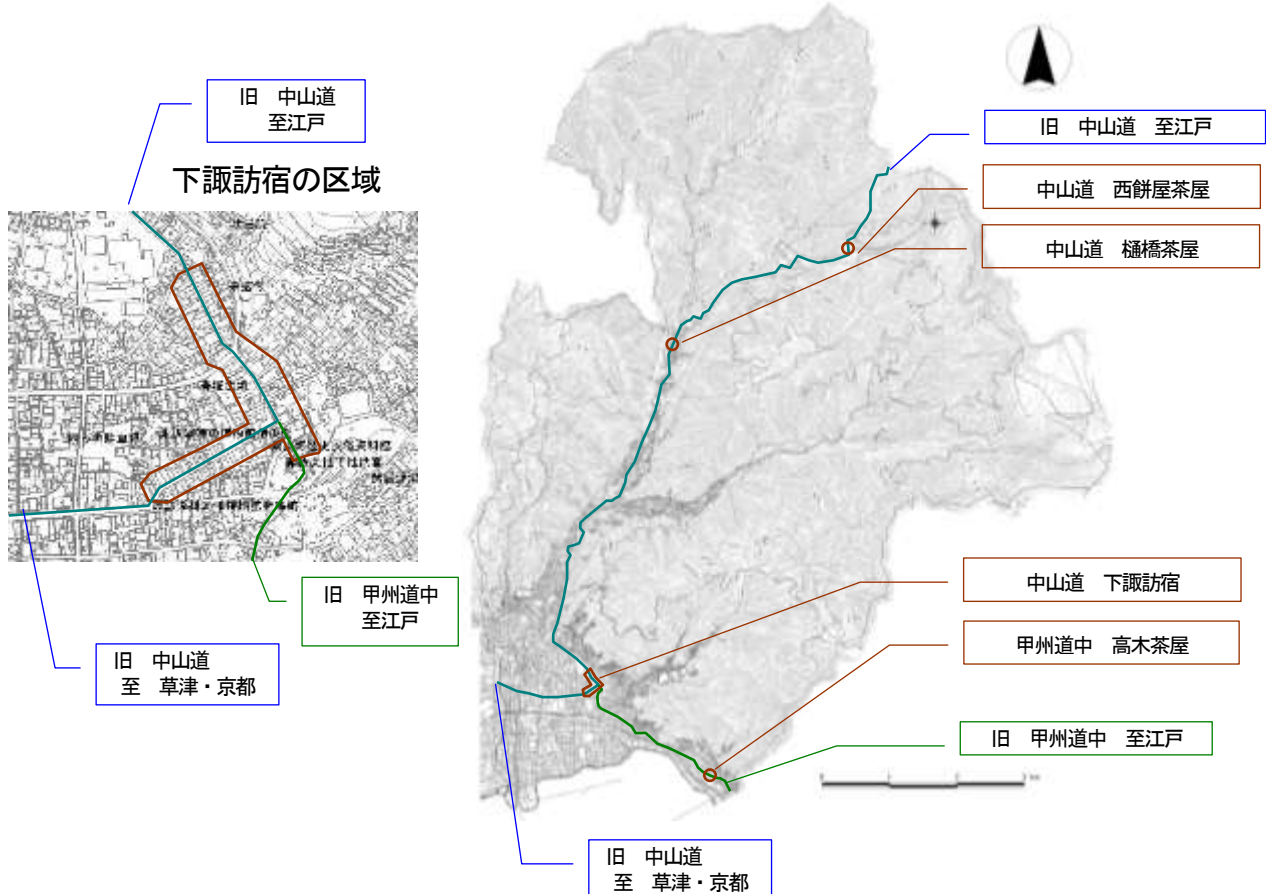 旧　中山道
至江戸
下諏訪宿の区域
旧　甲州道中
至江戸
旧　中山道
至　草津・京都
旧　中山道　至江戸
中山道　西餅屋茶屋
中山道　樋橋茶屋
中山道　下諏訪宿
甲州道中　高木茶屋
旧　甲州道中　至江戸
旧　中山道
至　草津・京都